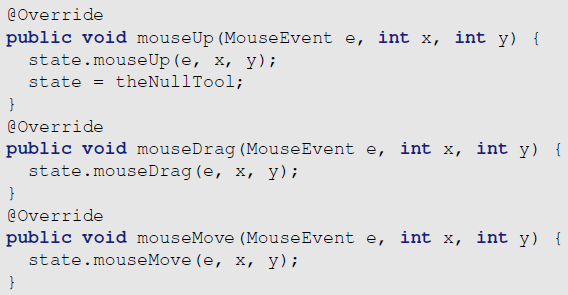 @Override
public void mouseUp(MouseEvent e, int x, int y) {
  state.mouseUp(e, x, y);
  state = theNullTool;
}
@Override
public void mouseDrag(MouseEvent e, int x, int y) {
  state.mouseDrag(e, x, y);
}
@Override
public void mouseMove(MouseEvent e, int x, int y) {
  state.mouseMove(e, x, y);
}